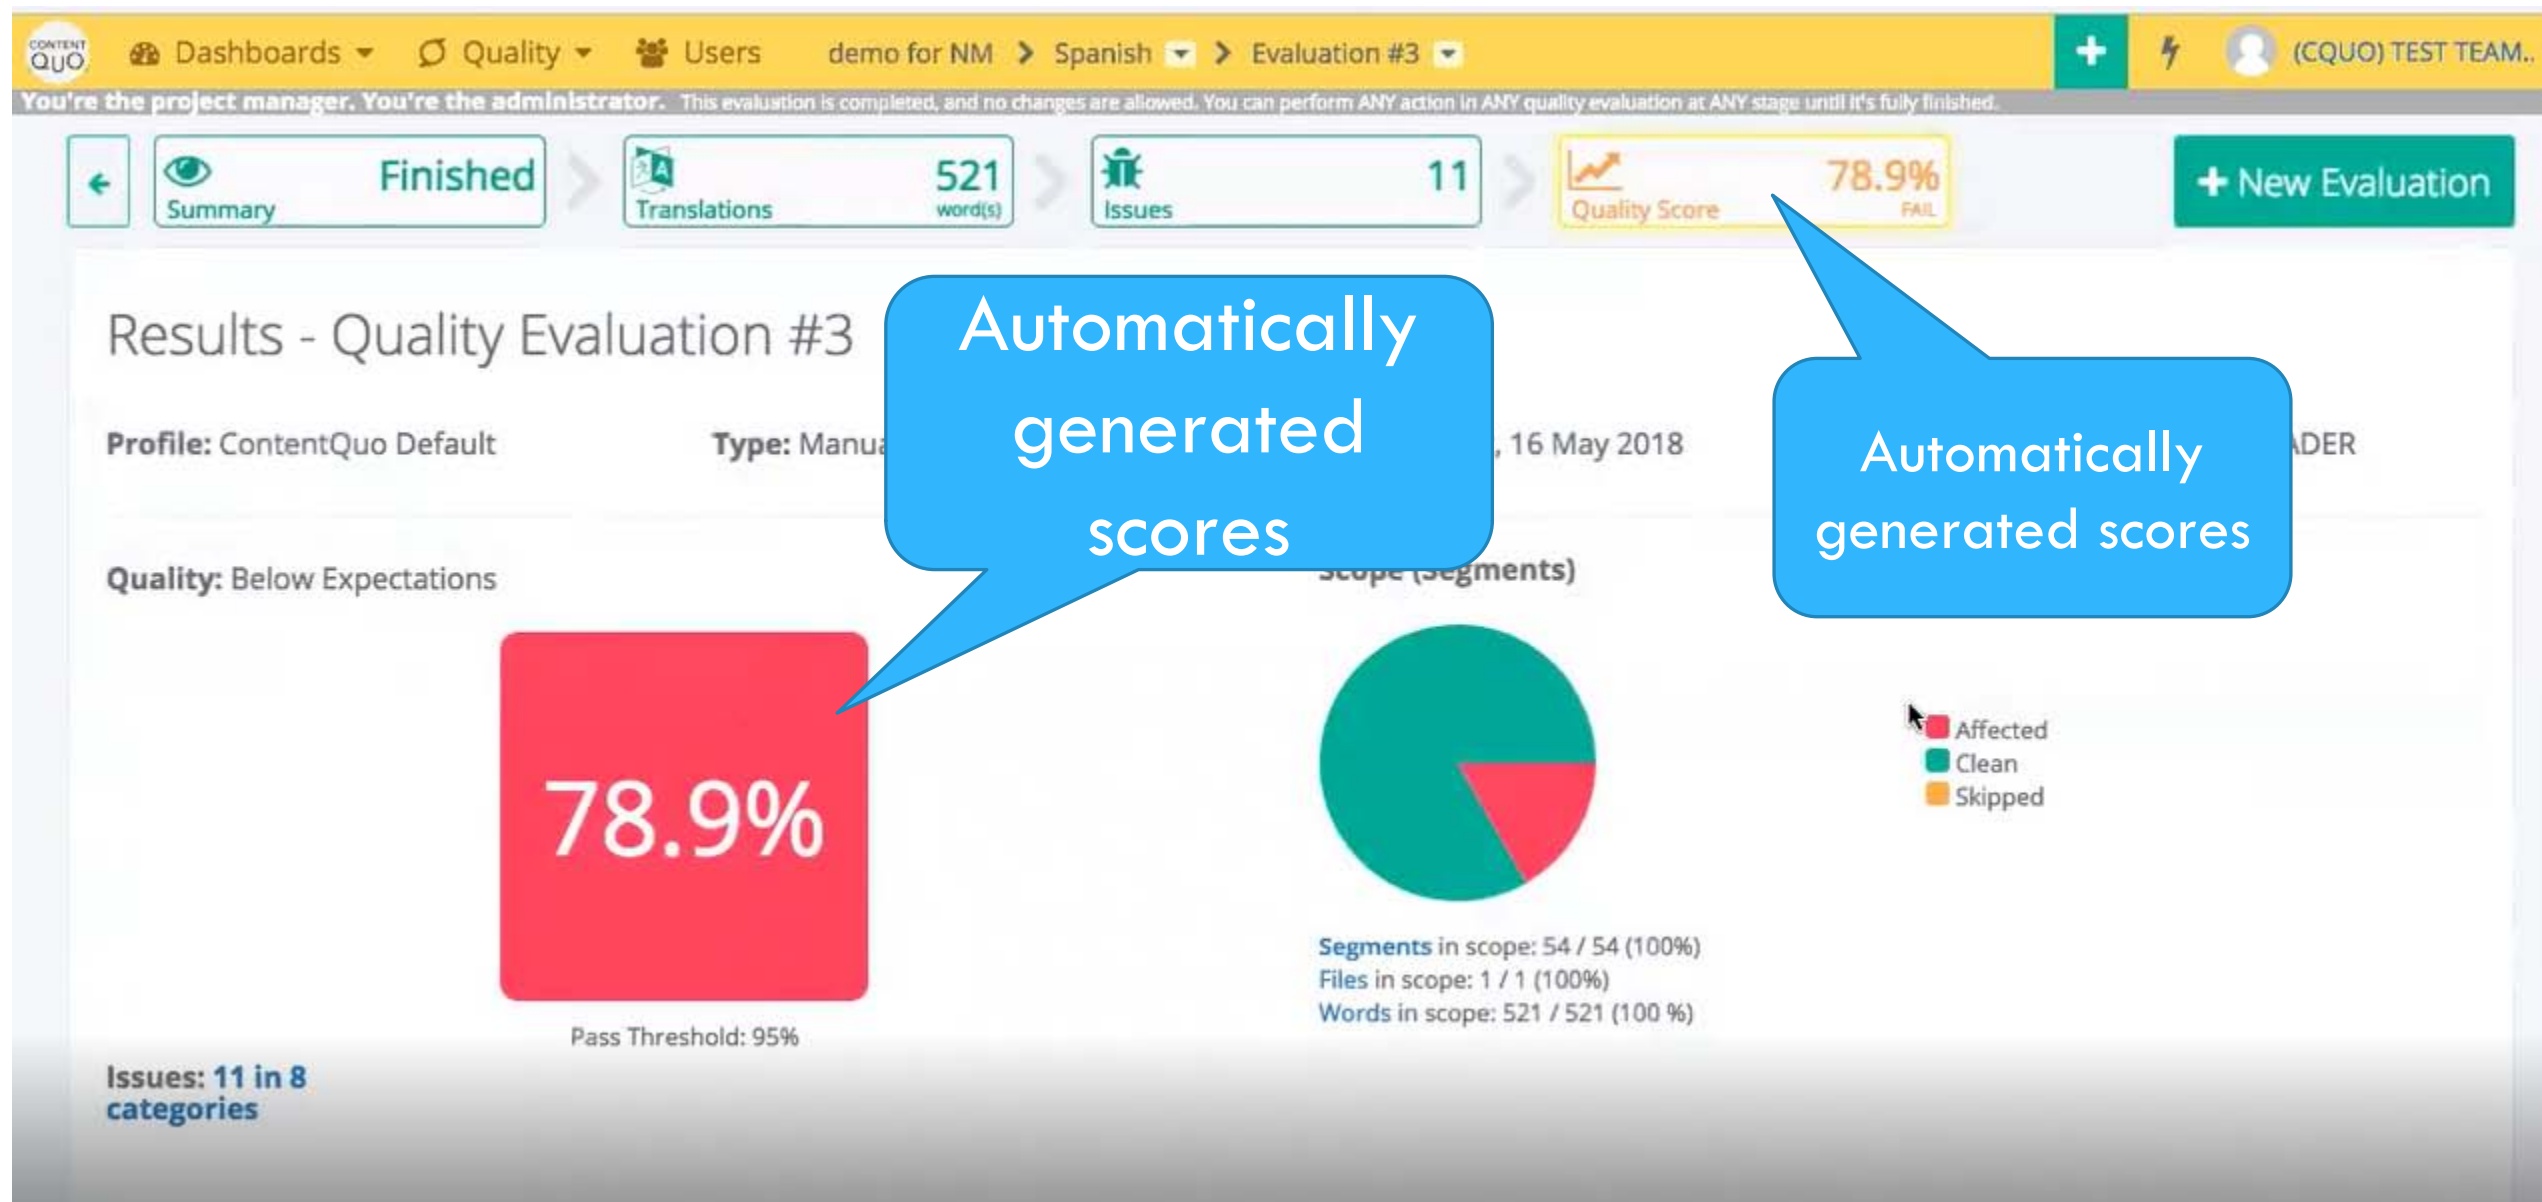 CONTENT
QUO
Dashboards
Quality
Users
demo for NM > Spanish > Evaluation #3
+
(CQUO) TEST TEAM..
You're the project manager. You're the administrator. This evaluation is completed, and no changes are allowed. You can perform ANY action in ANY quality evaluation at ANY stage until it's fully finished.
Summary
Finished
Translations
521
word(s)
Issues
11
Quality Score
78.9%
FAIL
+ New Evaluation
Results - Quality Evaluation #3
Automatically
generated
scores
Automatically
generated scores
Profile: ContentQuo Default
Type:
, 16 May 2018
Quality: Below Expectations
Scope (Segments)
78.9%
Pass Threshold: 95%
Affected
Clean
Skipped
Segments in scope: 54 / 54 (100%)
Files in scope: 1 / 1 (100%)
Words in scope: 521 / 521 (100 %)
Issues: 11 in 8
categories